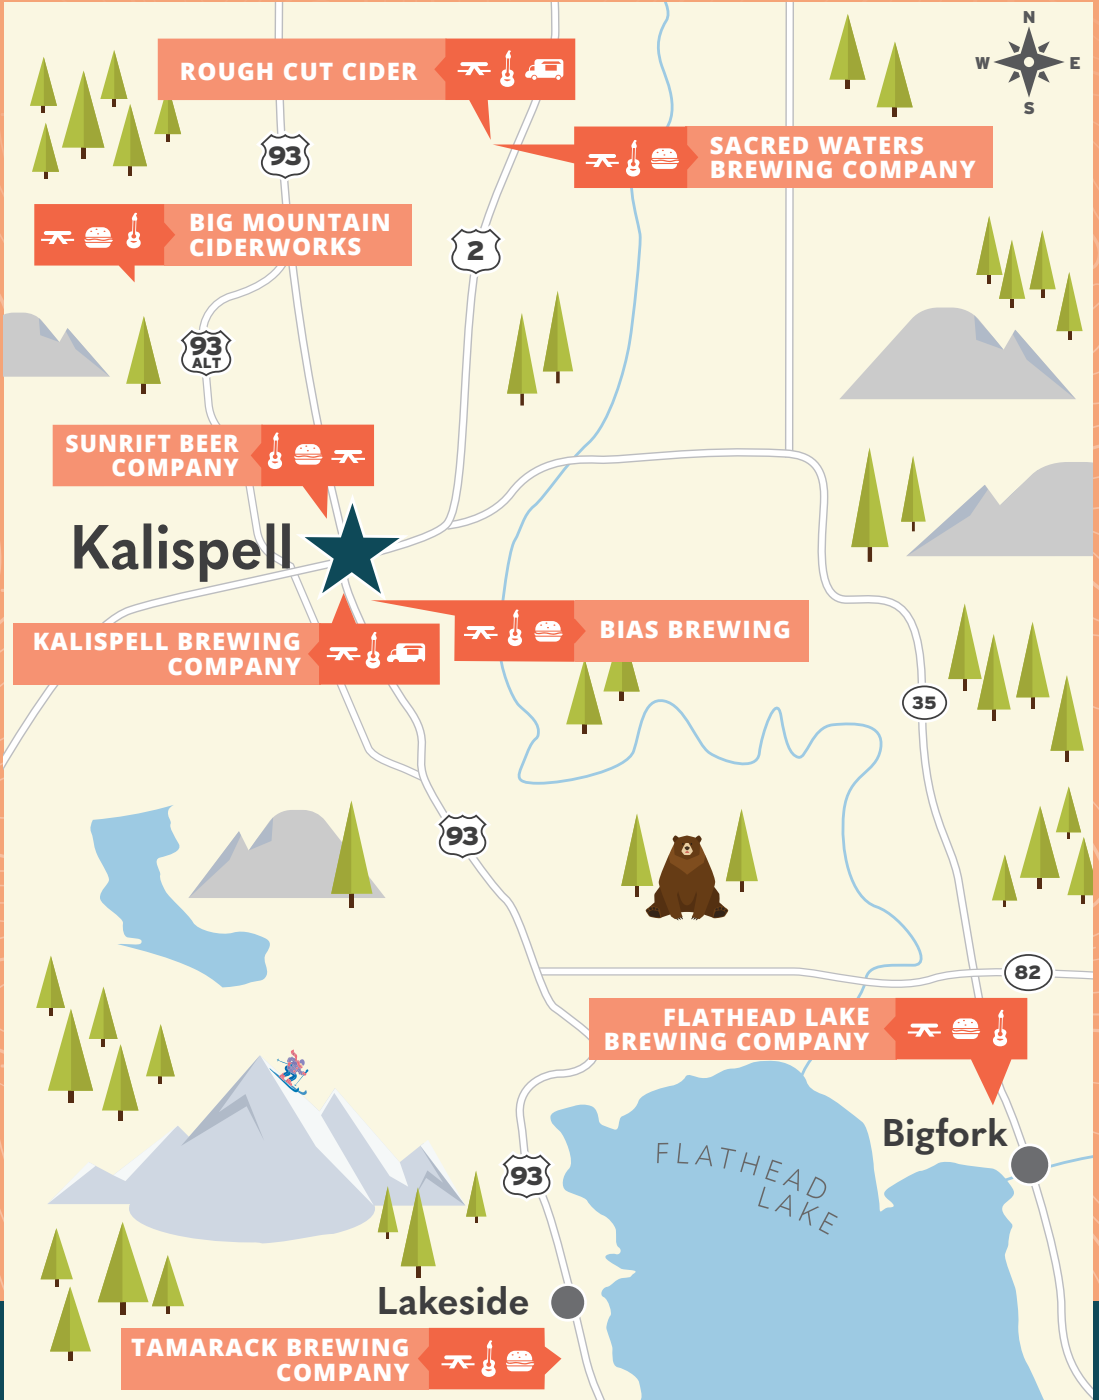 N
W
E
S
ROUGH CUT CIDER
SACRED WATERS
BREWING COMPANY
93
BIG MOUNTAIN
CIDERWORKS
2
93
ALT
SUNRIFT BEER
COMPANY
Kalispell
KALISPELL BREWING
COMPANY
BIAS BREWING
35
93
82
FLATHEAD LAKE
BREWING COMPANY
Bigfork
FLATHEAD
LAKE
93
Lakeside
TAMARACK BREWING
COMPANY